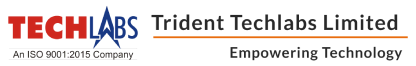 TECHLABS
An ISO 9001:2015 Company
Trident Techlabs Limited
Empowering Technology